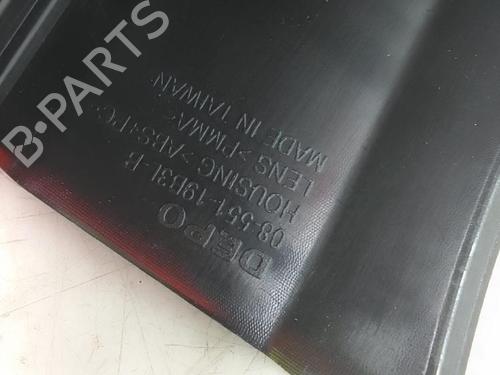 DEPO
08-551-19B3L-B
HOUSING >ABS+PC<
LENS >PMMA<
MADE IN TAIWAN
B-PARTS